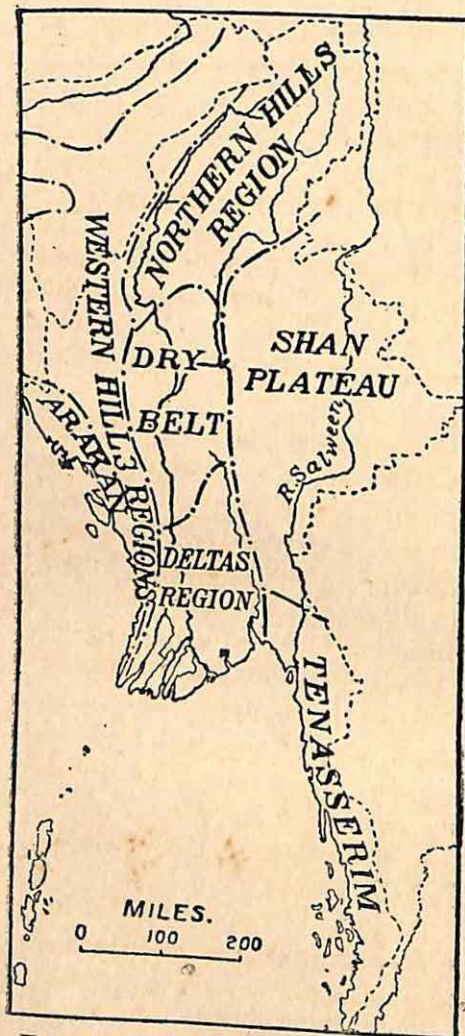 NORTHERN HILLS
REGION
WESTERN HILLS REGIONS
SHAN
PLATEAU
DRY
BELT
ARAKAN
R. Salween
DELTAS
REGION
TENASSERIM
MILES.
0 100 200